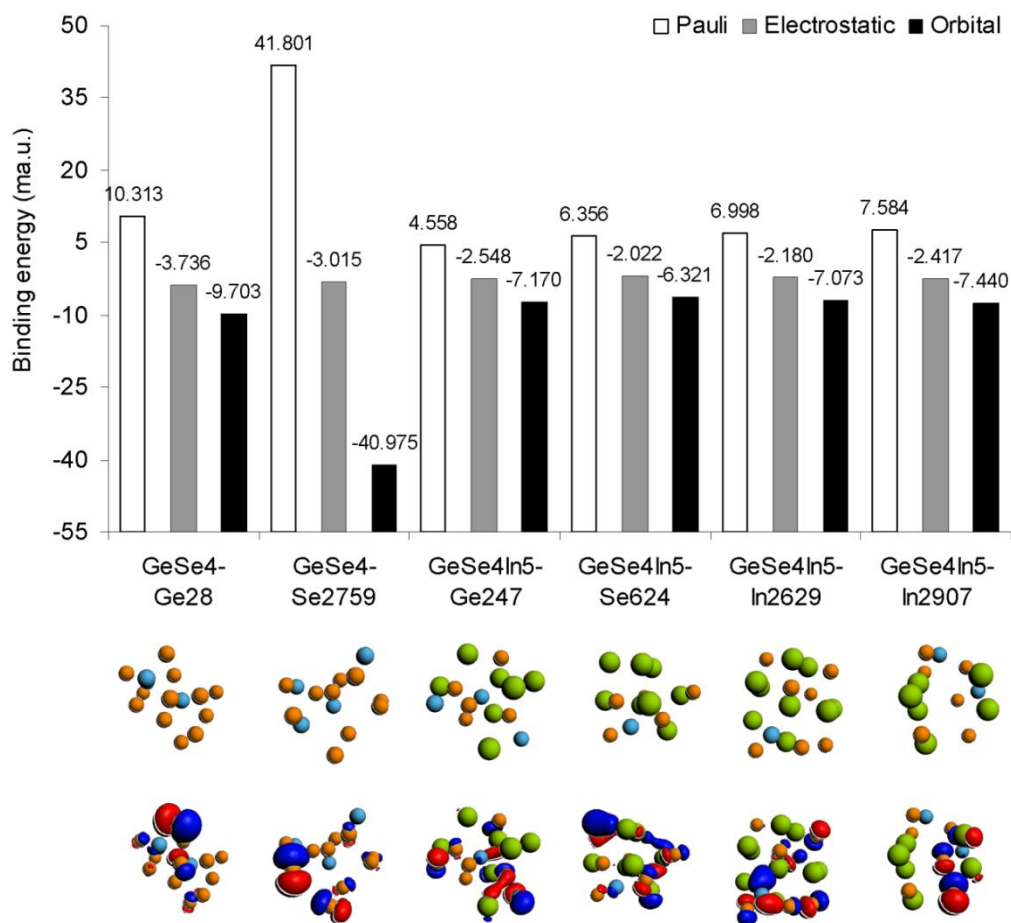 50
35
20
5
-10
-25
-40
-55
Binding energy (ma.u.)
Pauli Electrostatic Orbital
10.313
-3.736
-9.703
41.801
-3.015
-40.975
4.558
-2.548
-7.170
6.356
-2.022
-6.321
6.998
-2.180
-7.073
7.584
-2.417
-7.440
GeSe4-
Ge28
GeSe4-
Se2759
GeSe4In5-
Ge247
GeSe4In5-
Se624
GeSe4In5-
In2629
GeSe4In5-
In2907